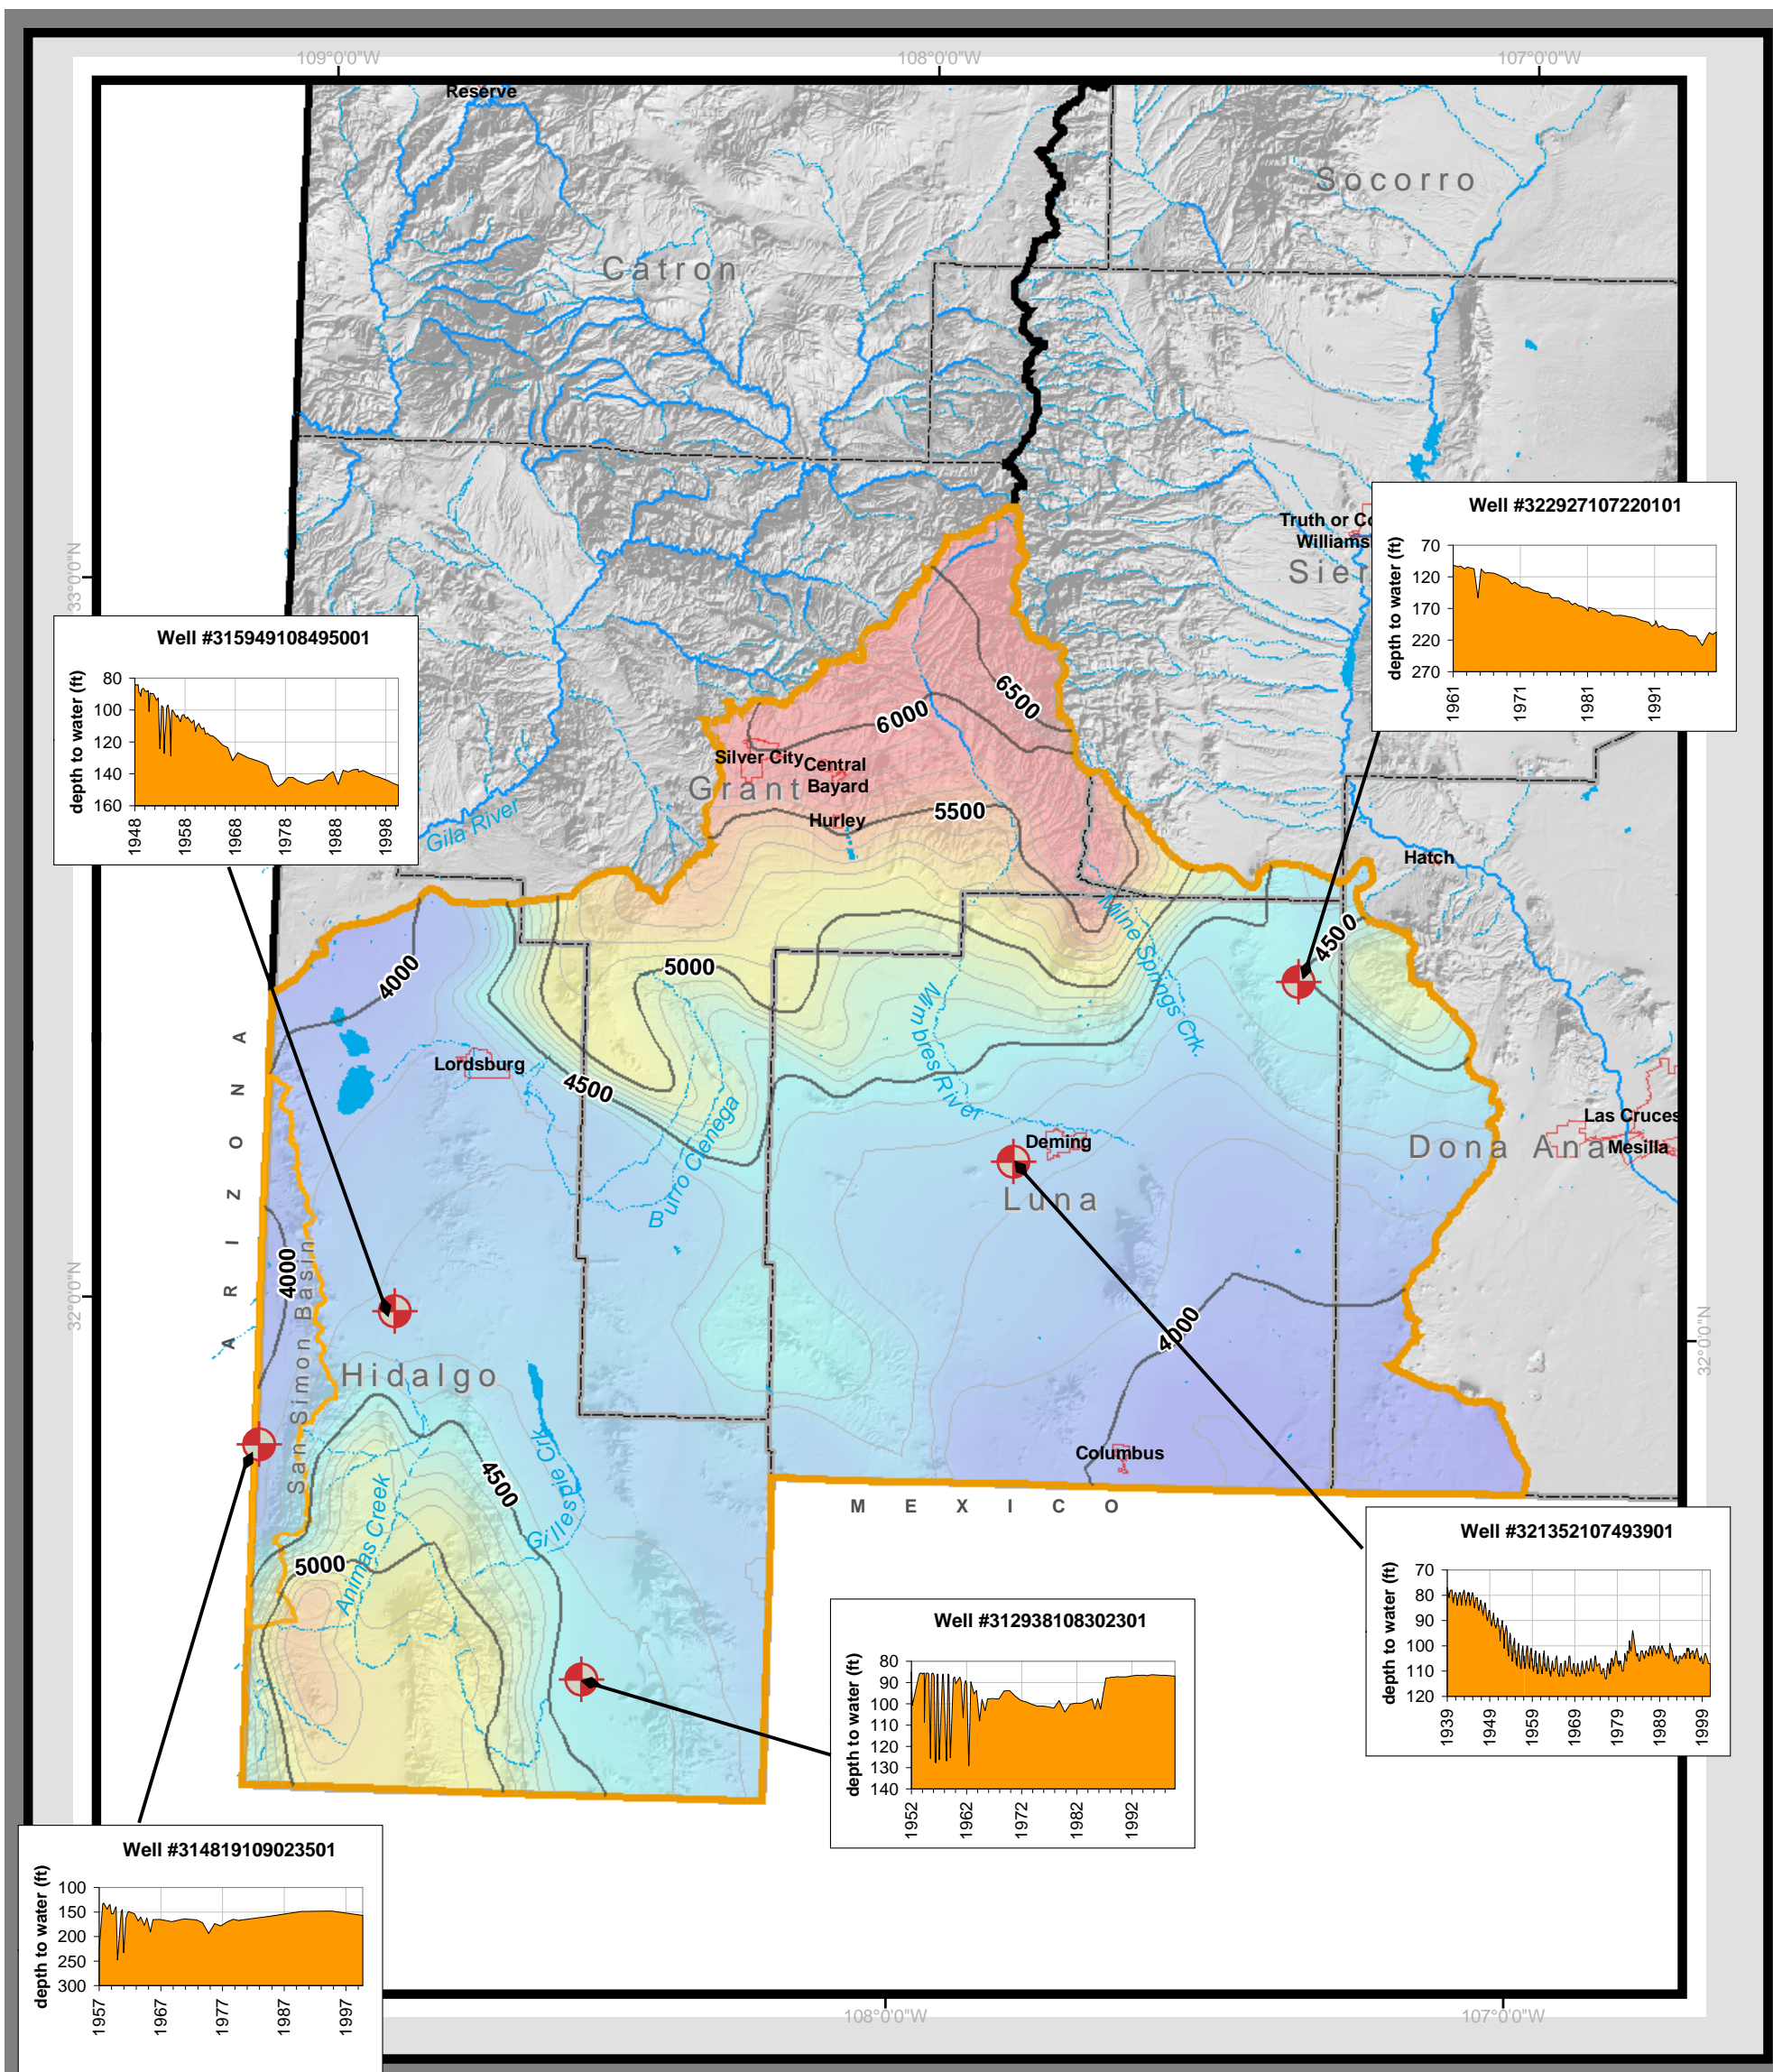 109°0'0"W
108°0'0"W
107°0'0"W
Reserve
Socorro
Catron
Well #322927107220101
depth to water (ft)
70
120
170
220
270
1961
1971
1981
1991
Truth or Co
Williams
Sier
33°0'0"N
Well #315949108495001
depth to water (ft)
80
100
120
140
160
1948
1958
1968
1978
1988
1998
6500
6000
Silver City
Central
Bayard
Grant
5500
Hurley
Gila River
Hatch
Milne Springs Crk.
4500
5000
4000
Mimbres River
Lordsburg
4500
Las Cruces
Mesilla
Dona Ana
Deming
Luna
Burro Cienega
ARIZONA
4000
San Simon Basin
32°0'0"N
32°0'0"N
4000
Hidalgo
Columbus
4500
Gillespie Crk
Animas Creek
MEXICO
5000
Well #321352107493901
depth to water (ft)
70
80
90
100
110
120
1939
1949
1959
1969
1979
1989
1999
Well #312938108302301
depth to water (ft)
80
90
100
110
120
130
140
1952
1962
1972
1982
1992
Well #314819109023501
depth to water (ft)
100
150
200
250
300
1957
1967
1977
1987
1997
108°0'0"W
107°0'0"W